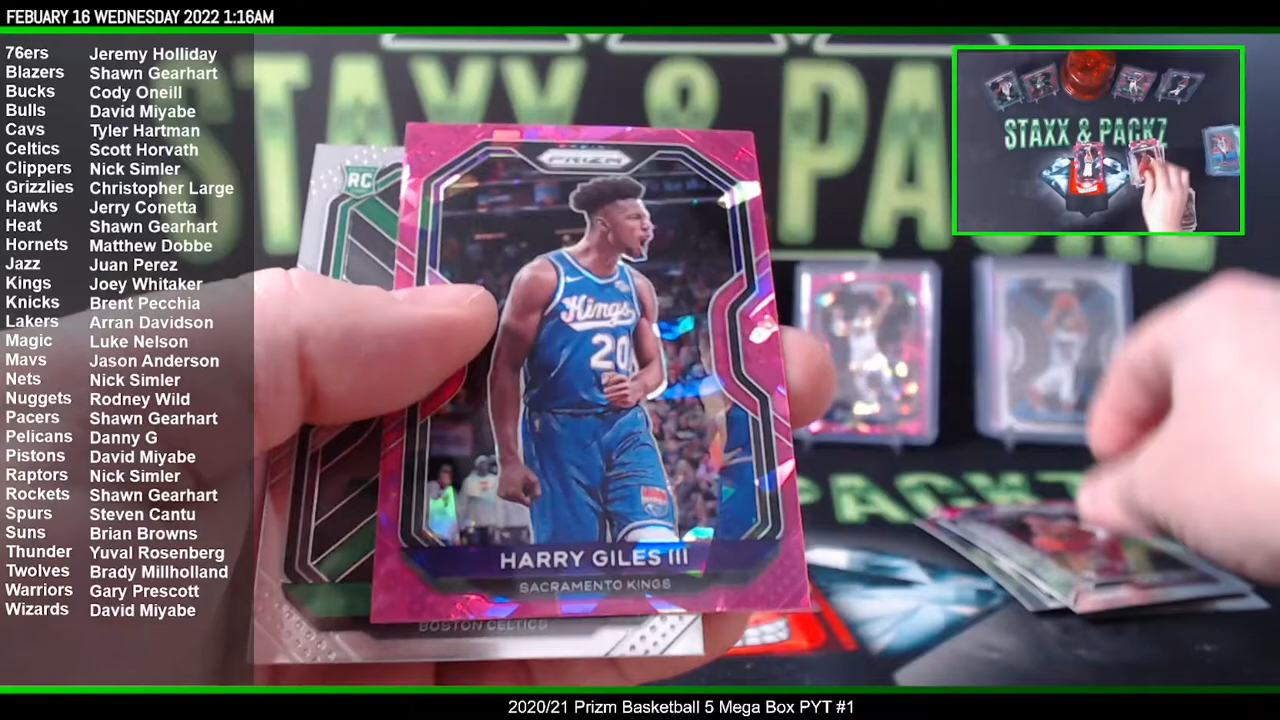 FEBUARY 16 WEDNESDAY 2022 1:16AM
76ers Jeremy Holliday
Blazers Shawn Gearhart
Bucks Cody Oneill
Bulls David Miyabe
Cavs Tyler Hartman
Celtics Scott Horvath
Clippers Nick Simler
Grizzlies Christopher Large
Hawks Jerry Conetta
Heat Shawn Gearhart
Hornets Matthew Dobbe
Jazz Juan Perez
Kings Joey Whitaker
Knicks Brent Pecchia
Lakers Arran Davidson
Magic Luke Nelson
Mavs Jason Anderson
Nets Nick Simler
Nuggets Rodney Wild
Pacers Shawn Gearhart
Pelicans Danny G
Pistons David Miyabe
Raptors Nick Simler
Rockets Shawn Gearhart
Spurs Steven Cantu
Suns Brian Browns
Thunder Yuval Rosenberg
Twolves Brady Millholland
Warriors Gary Prescott
Wizards David Miyabe
STAXX & PACKZ
STAXX & PACKZ
RC
PRIZM
Kings
20
HARRY GILES III
SACRAMENTO KINGS
BOSTON CELTICS
PACKZ
2020/21 Prizm Basketball 5 Mega Box PYT #1